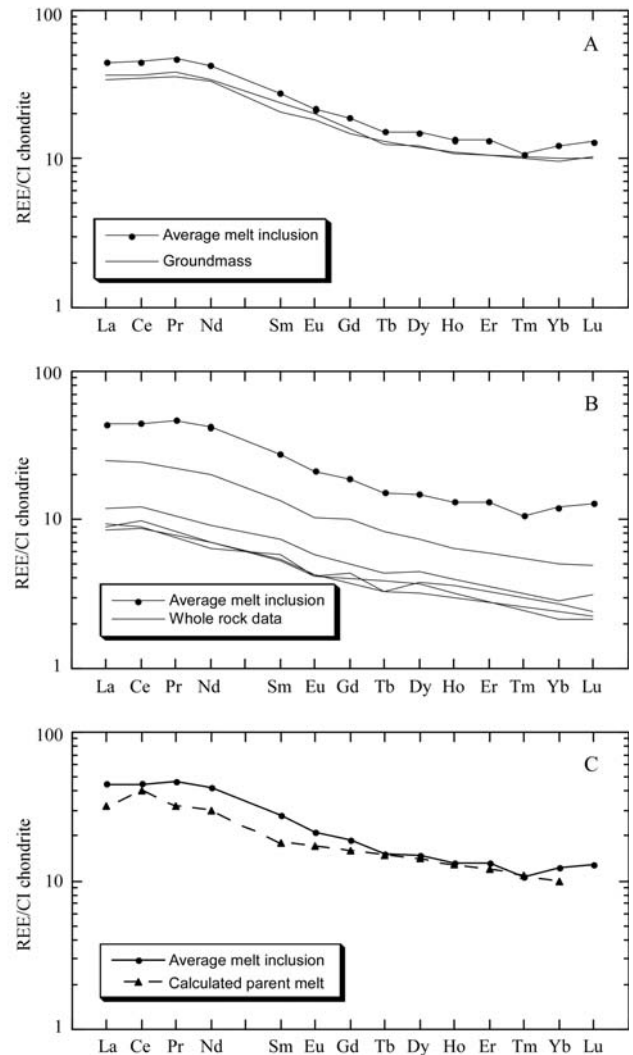 100
A
REE/CI chondrite
10
Average melt inclusion
Groundmass
1
La Ce Pr Nd Sm Eu Gd Tb Dy Ho Er Tm Yb Lu
100
B
REE/CI chondrite
10
Average melt inclusion
Whole rock data
1
La Ce Pr Nd Sm Eu Gd Tb Dy Ho Er Tm Yb Lu
100
C
REE/CI chondrite
10
Average melt inclusion
Calculated parent melt
1
La Ce Pr Nd Sm Eu Gd Tb Dy Ho Er Tm Yb Lu